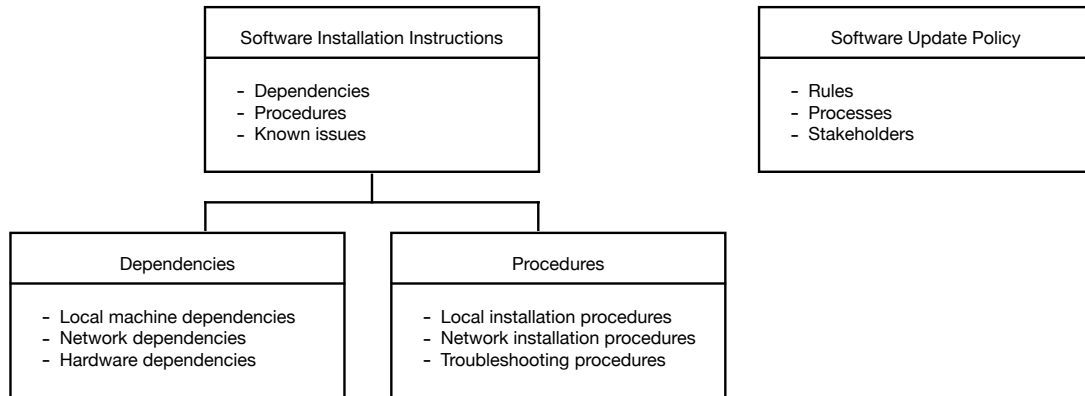 Software Installation Instructions
- Dependencies
- Procedures
- Known issues
Software Update Policy
- Rules
- Processes
- Stakeholders
Dependencies
- Local machine dependencies
- Network dependencies
- Hardware dependencies
Procedures
- Local installation procedures
- Network installation procedures
- Troubleshooting procedures